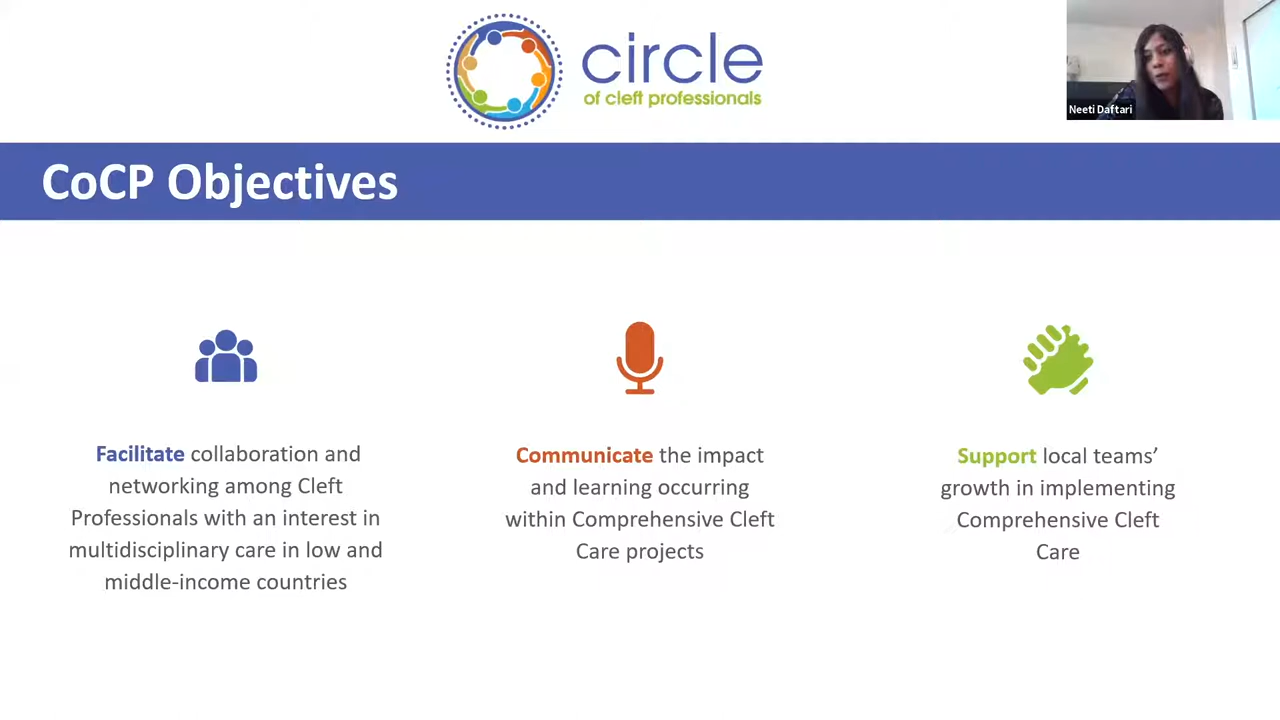 circle
of cleft professionals
Neeti Daftari
CoCP Objectives
Facilitate collaboration and
networking among Cleft
Professionals with an interest in
multidisciplinary care in low and
middle-income countries
Communicate the impact
and learning occurring
within Comprehensive Cleft
Care projects
Support local teams’
growth in implementing
Comprehensive Cleft
Care